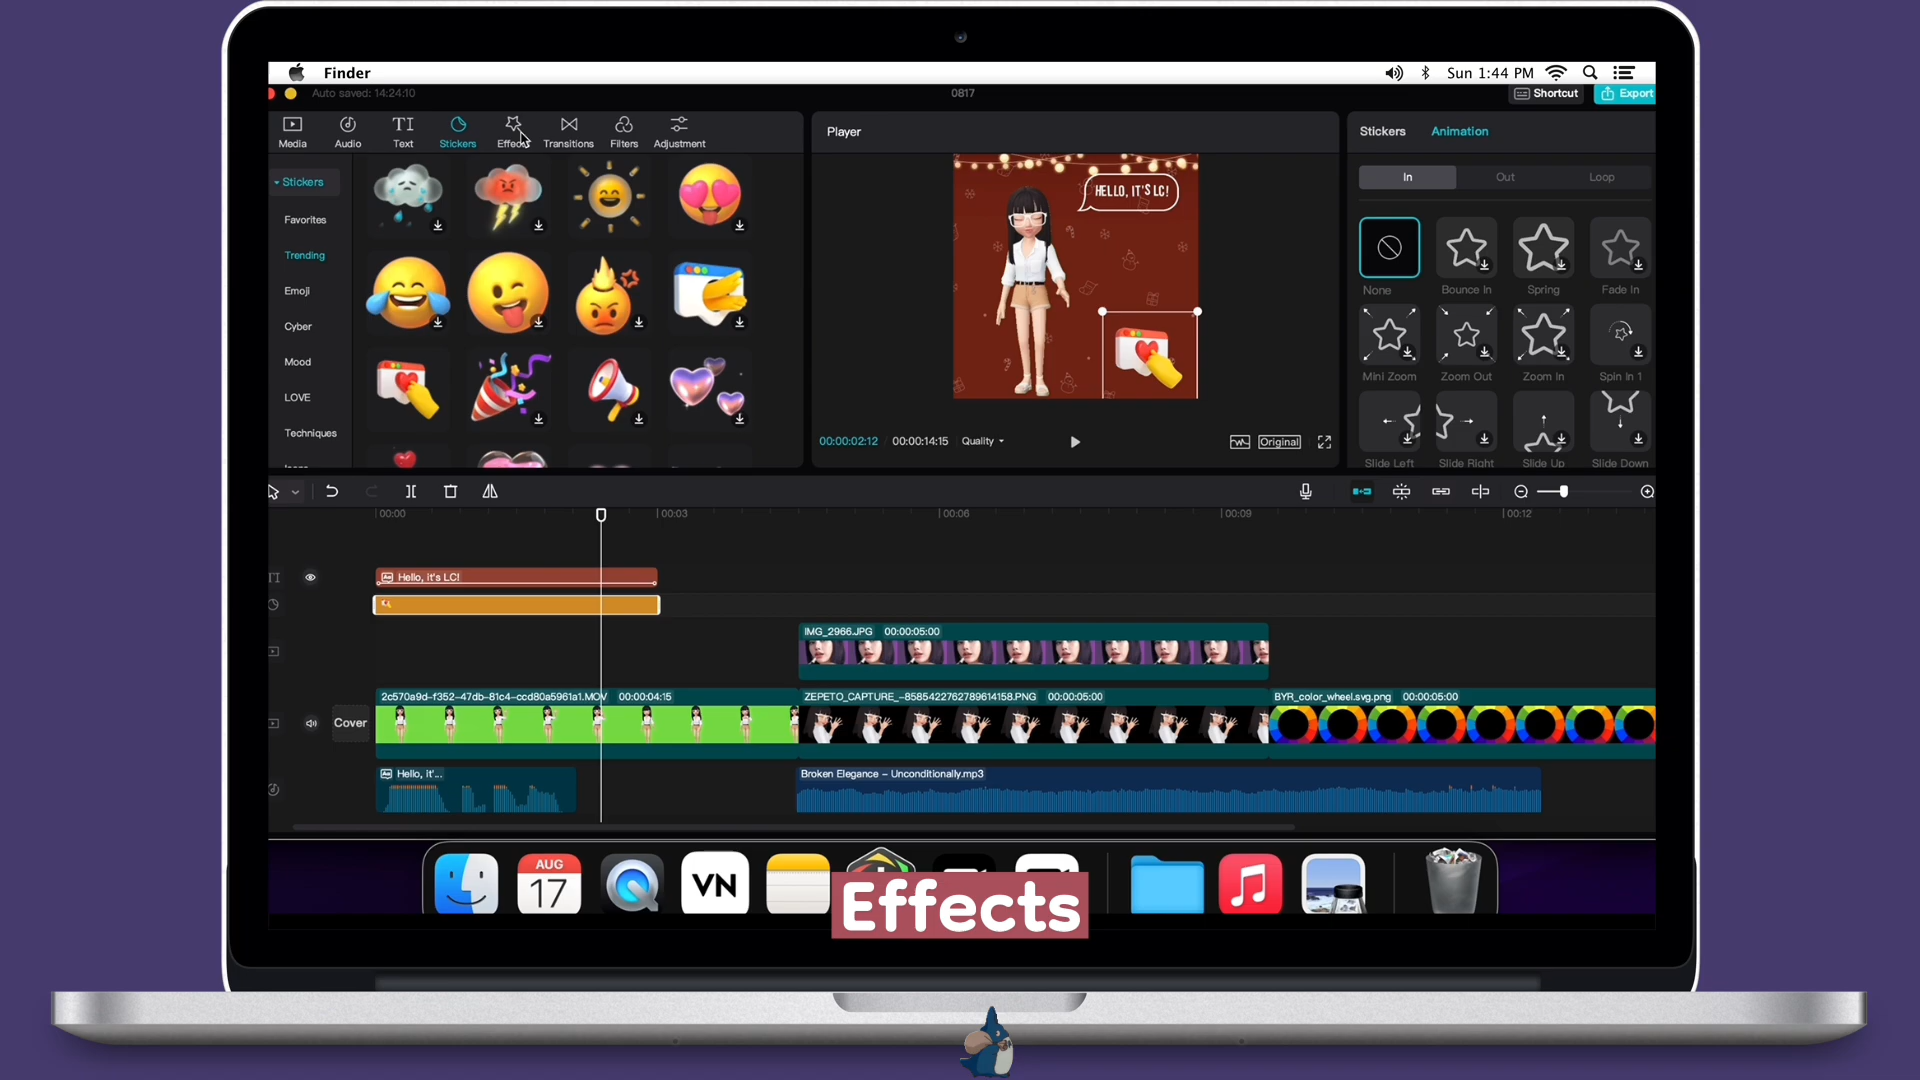 Finder
Sun 1:44 PM
Auto saved: 14:24:10
0817
Shortcut
Export
Media
Audio
TI
Text
Stickers
Effects
Transitions
Filters
Adjustment
Stickers
Favorites
Trending
Emoji
Cyber
Mood
LOVE
Techniques
Player
HELLO, IT'S LC!
00:00:02:12
00:00:14:15
Quality
Original
Stickers
Animation
In
Out
Loop
None
Bounce In
Spring
Fade In
Mini Zoom
Zoom Out
Zoom In
Spin In 1
Slide Left
Slide Right
Slide Up
Slide Down
00:00
00:03
00:06
00:09
00:12
TI
Hello, it's LC!
IMG_2966.JPG 00:00:05:00
2c570a9d-f352-47db-81c4-ccd80a5961a1.MOV 00:00:04:15
ZEPETO_CAPTURE_-8585422762789614158.PNG 00:00:05:00
BYR_color_wheel.svg.png 00:00:05:00
Cover
Hello, it'...
Broken Elegance – Unconditionally.mp3
AUG
17
VN
Effects